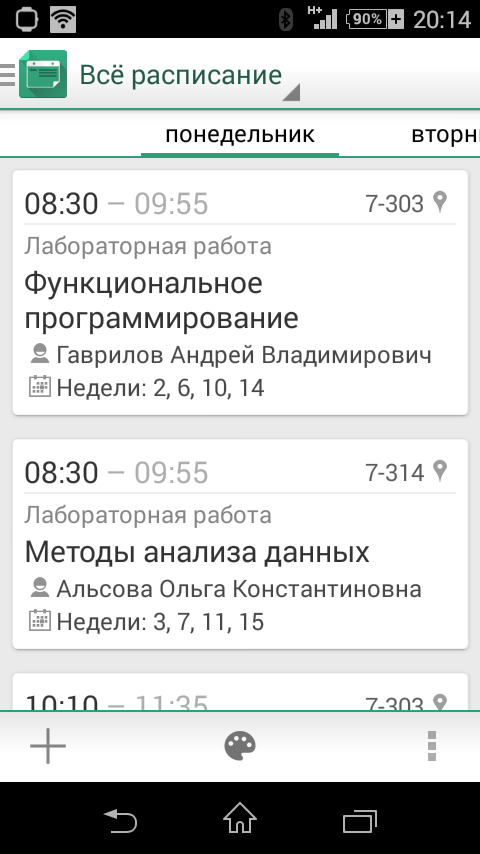 H+ 90% 20:14
Всё расписание
понедельник вторн
08:30 – 09:55 7-303
Лабораторная работа
Функциональное
программирование
Гаврилов Андрей Владимирович
Недели: 2, 6, 10, 14
08:30 – 09:55 7-314
Лабораторная работа
Методы анализа данных
Альсова Ольга Константиновна
Недели: 3, 7, 11, 15
10:10 – 11:35 7-303